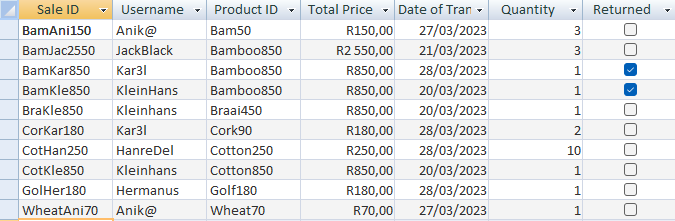 Sale ID Username Product ID Total Price Date of Tran Quantity Returned
BamAni150 Anik@ Bam50 R150,00 27/03/2023 3
BamJac2550 JackBlack Bamboo850 R2 550,00 21/03/2023 3
BamKar850 Kar3l Bamboo850 R850,00 28/03/2023 1
BamKle850 KleinHans Bamboo850 R850,00 20/03/2023 1
BraKle850 Kleinhans Braai450 R850,00 20/03/2023 1
CorKar180 Kar3l Cork90 R180,00 28/03/2023 2
CotHan250 HanreDel Cotton250 R250,00 28/03/2023 10
CotKle850 Kleinhans Cotton850 R850,00 20/03/2023 1
GolHer180 Hermanus Golf180 R180,00 28/03/2023 1
WheatAni70 Anik@ Wheat70 R70,00 27/03/2023 1